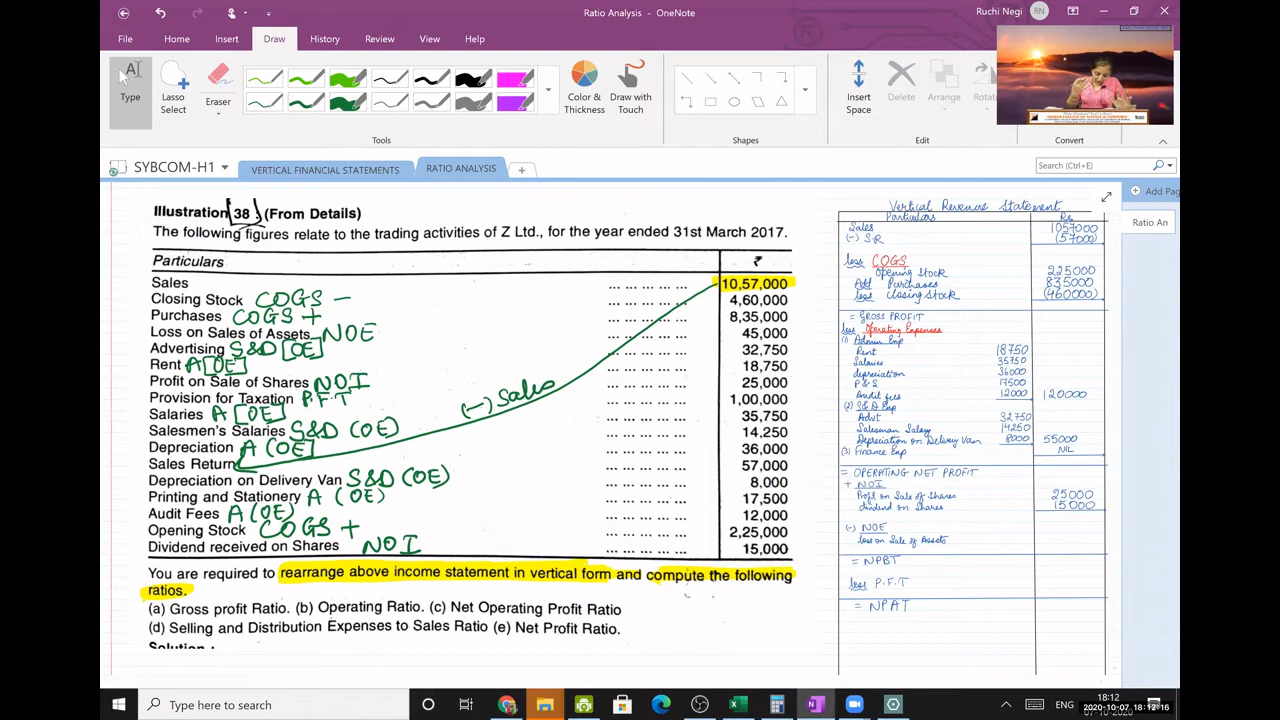 Ratio Analysis - OneNote
Ruchi Negi RN
File Home Insert Draw History Review View Help
Type
Lasso Select
Eraser
Color & Thickness
Draw with Touch
Insert Space
Delete
Arrange
Rotate
Tools
Shapes
Edit
Convert
SYBCOM-H1
VERTICAL FINANCIAL STATEMENTS
RATIO ANALYSIS
Search (Ctrl+E)
Add Pag
Ratio An
Illustration 38 (From Details)
The following figures relate to the trading activities of Z Ltd., for the year ended 31st March 2017.
Particulars ₹
Sales ... ... ... ... 10,57,000
Closing Stock COGS - ... ... ... ... 4,60,000
Purchases COGS + ... ... ... ... 8,35,000
Loss on Sales of Assets NOE ... ... ... ... 45,000
Advertising S&D [OE] ... ... ... ... 32,750
Rent A [OE] ... ... ... ... 18,750
Profit on Sale of Shares NOI ... ... ... ... 25,000
Provision for Taxation P.F.T ... ... ... ... 1,00,000
Salaries A [OE] (-) Sales ... ... ... ... 35,750
Salesmen's Salaries S&D (OE) ... ... ... ... 14,250
Depreciation A (OE) ... ... ... ... 36,000
Sales Return ... ... ... ... 57,000
Depreciation on Delivery Van S&D (OE) ... ... ... ... 8,000
Printing and Stationery A (OE) ... ... ... ... 17,500
Audit Fees A (OE) ... ... ... ... 12,000
Opening Stock COGS + ... ... ... ... 2,25,000
Dividend received on Shares NOI ... ... ... ... 15,000
You are required to rearrange above income statement in vertical form and compute the following
ratios.
(a) Gross profit Ratio. (b) Operating Ratio. (c) Net Operating Profit Ratio
(d) Selling and Distribution Expenses to Sales Ratio (e) Net Profit Ratio.
Solution :
Vertical Revenue Statement
Particulars Rs.
Sales 1057000
(-) S.R (57000)
less COGS
Opening Stock 225000
Add Purchases 835000
less Closing Stock (460000)
= GROSS PROFIT
less Operating Expenses
(1) Admin Exp
Rent 18750
Salaries 35750
depreciation 36000
P & S 17500
Audit fees 12000 120000
(2) S&D Exp
Advt 32750
Salesman Salary 14250
Depreciation on Delivery Van 8000 55000
(3) Finance Exp NIL
= OPERATING NET PROFIT
+ NOI
Profit on Sale of Shares 25000
dividend on Shares 15000
(-) NOE
loss on Sale of Assets
= NPBT
less P.F.T
= NPAT
Type here to search
ENG
18:12
2020-10-07 18:12:16